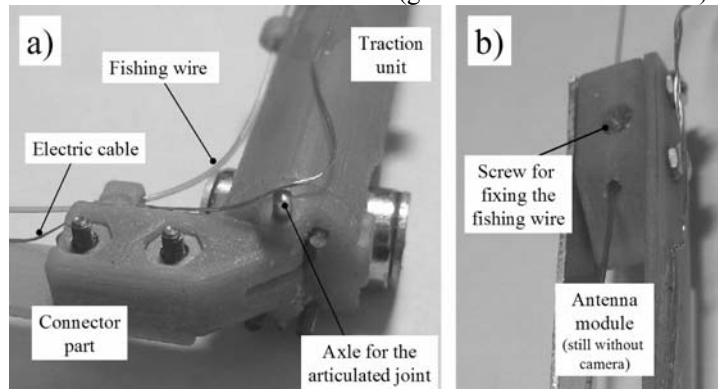 a)
Traction
unit
Fishing wire
Electric cable
Connector
part
Axle for the
articulated joint
b)
Screw for
fixing the
fishing wire
Antenna
module
(still without
camera)